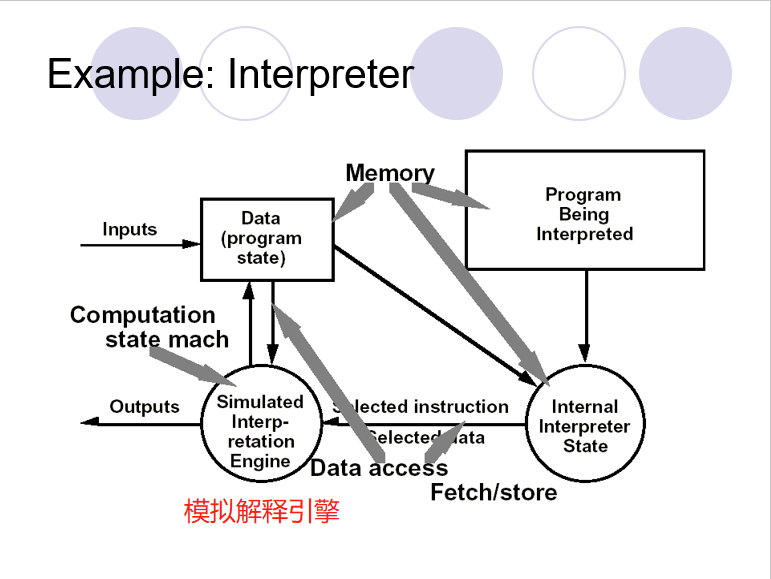 Example: Interpreter
Memory
Program
Being
Interpreted
Data
(program
state)
Inputs
Computation
state mach
Outputs
Simulated
Interp-
retation
Engine
Selected instruction
Selected data
Internal
Interpreter
State
Data access
Fetch/store
模拟解释引擎